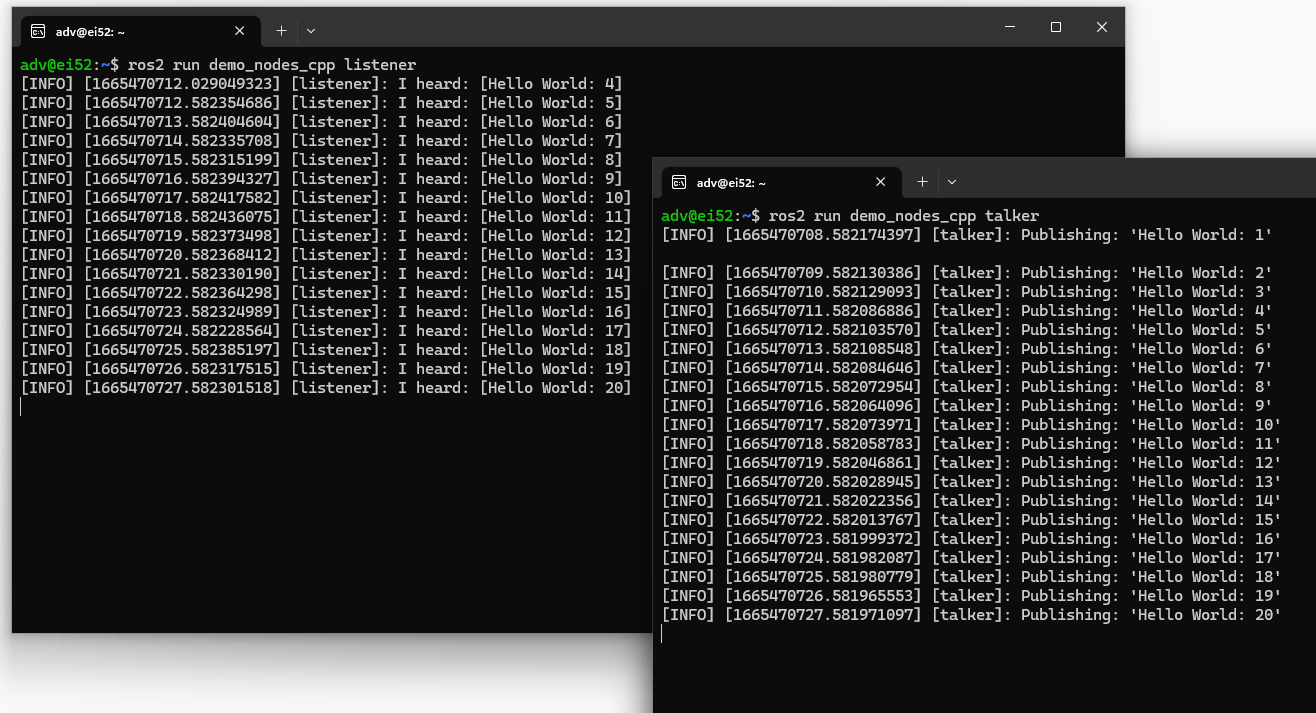 adv@ei52: ~
adv@ei52:~$ ros2 run demo_nodes_cpp listener
[INFO] [1665470712.029049323] [listener]: I heard: [Hello World: 4]
[INFO] [1665470712.582354686] [listener]: I heard: [Hello World: 5]
[INFO] [1665470713.582404604] [listener]: I heard: [Hello World: 6]
[INFO] [1665470714.582335708] [listener]: I heard: [Hello World: 7]
[INFO] [1665470715.582315199] [listener]: I heard: [Hello World: 8]
[INFO] [1665470716.582394327] [listener]: I heard: [Hello World: 9]
[INFO] [1665470717.582417582] [listener]: I heard: [Hello World: 10]
[INFO] [1665470718.582436075] [listener]: I heard: [Hello World: 11]
[INFO] [1665470719.582373498] [listener]: I heard: [Hello World: 12]
[INFO] [1665470720.582368412] [listener]: I heard: [Hello World: 13]
[INFO] [1665470721.582330190] [listener]: I heard: [Hello World: 14]
[INFO] [1665470722.582364298] [listener]: I heard: [Hello World: 15]
[INFO] [1665470723.582324989] [listener]: I heard: [Hello World: 16]
[INFO] [1665470724.582228564] [listener]: I heard: [Hello World: 17]
[INFO] [1665470725.582385197] [listener]: I heard: [Hello World: 18]
[INFO] [1665470726.582317515] [listener]: I heard: [Hello World: 19]
[INFO] [1665470727.582301518] [listener]: I heard: [Hello World: 20]
adv@ei52: ~
adv@ei52:~$ ros2 run demo_nodes_cpp talker
[INFO] [1665470708.582174397] [talker]: Publishing: 'Hello World: 1'
[INFO] [1665470709.582130386] [talker]: Publishing: 'Hello World: 2'
[INFO] [1665470710.582129093] [talker]: Publishing: 'Hello World: 3'
[INFO] [1665470711.582086886] [talker]: Publishing: 'Hello World: 4'
[INFO] [1665470712.582103570] [talker]: Publishing: 'Hello World: 5'
[INFO] [1665470713.582108548] [talker]: Publishing: 'Hello World: 6'
[INFO] [1665470714.582084646] [talker]: Publishing: 'Hello World: 7'
[INFO] [1665470715.582072954] [talker]: Publishing: 'Hello World: 8'
[INFO] [1665470716.582064096] [talker]: Publishing: 'Hello World: 9'
[INFO] [1665470717.582073971] [talker]: Publishing: 'Hello World: 10'
[INFO] [1665470718.582058783] [talker]: Publishing: 'Hello World: 11'
[INFO] [1665470719.582046861] [talker]: Publishing: 'Hello World: 12'
[INFO] [1665470720.582028945] [talker]: Publishing: 'Hello World: 13'
[INFO] [1665470721.582022356] [talker]: Publishing: 'Hello World: 14'
[INFO] [1665470722.582013767] [talker]: Publishing: 'Hello World: 15'
[INFO] [1665470723.581999372] [talker]: Publishing: 'Hello World: 16'
[INFO] [1665470724.581982087] [talker]: Publishing: 'Hello World: 17'
[INFO] [1665470725.581980779] [talker]: Publishing: 'Hello World: 18'
[INFO] [1665470726.581965553] [talker]: Publishing: 'Hello World: 19'
[INFO] [1665470727.581971097] [talker]: Publishing: 'Hello World: 20'